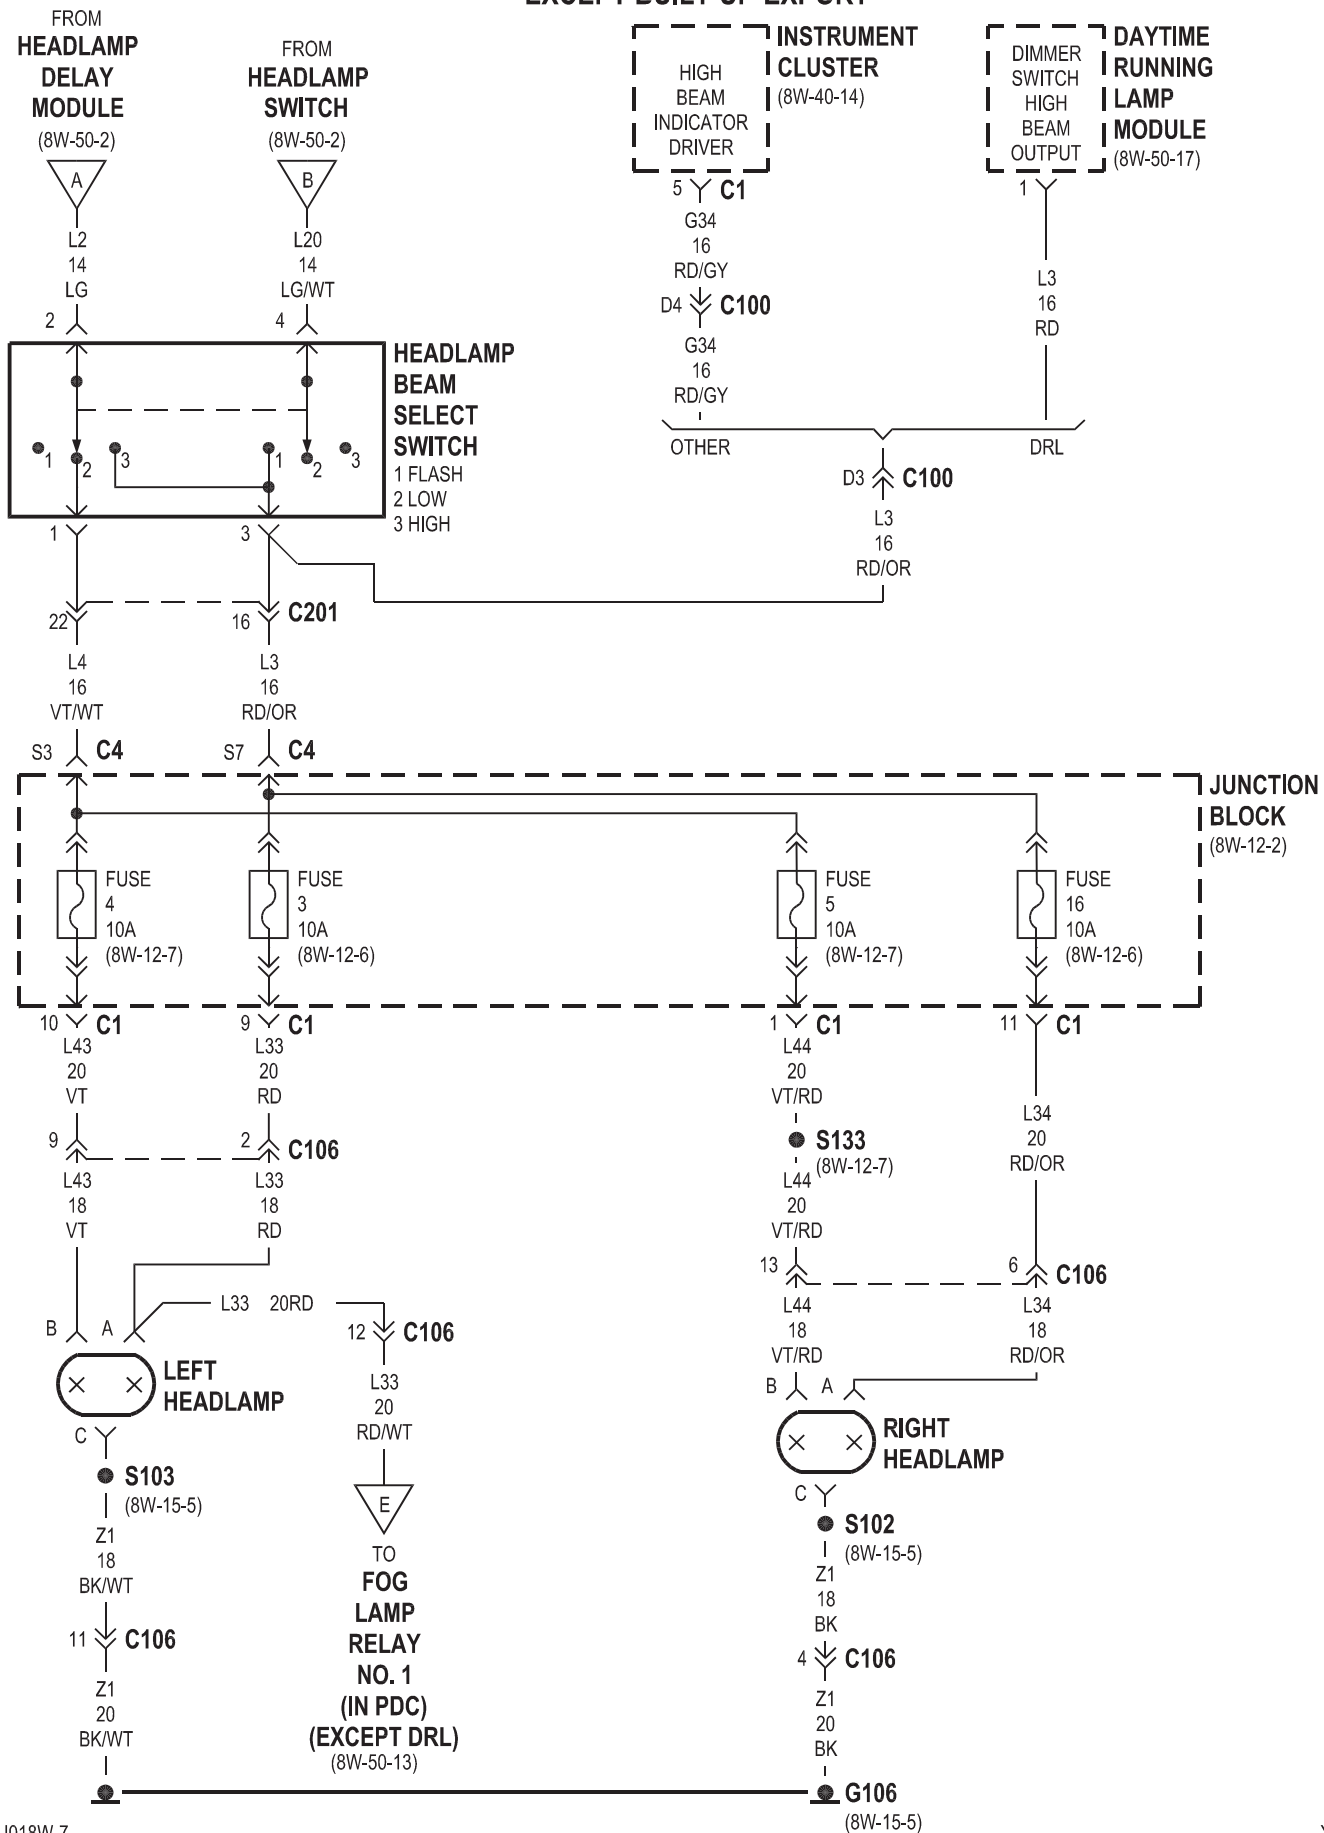 EXCEPT BUILT-UP-EXPORT
FROM
HEADLAMP
DELAY
MODULE
(8W-50-2)
A
L2
14
LG
2
FROM
HEADLAMP
SWITCH
(8W-50-2)
B
L20
14
LG/WT
4
HIGH
BEAM
INDICATOR
DRIVER
INSTRUMENT
CLUSTER
(8W-40-14)
5 C1
G34
16
RD/GY
D4 C100
G34
16
RD/GY
OTHER
DIMMER
SWITCH
HIGH
BEAM
OUTPUT
DAYTIME
RUNNING
LAMP
MODULE
(8W-50-17)
1
L3
16
RD
DRL
D3 C100
L3
16
RD/OR
HEADLAMP
BEAM
SELECT
SWITCH
1 FLASH
2 LOW
3 HIGH
1 2 3 1 2 3
1 3
22 16 C201
L4
16
VT/WT
S3 C4
L3
16
RD/OR
S7 C4
JUNCTION
BLOCK
(8W-12-2)
FUSE
4
10A
(8W-12-7)
FUSE
3
10A
(8W-12-6)
FUSE
5
10A
(8W-12-7)
FUSE
16
10A
(8W-12-6)
10 C1
L43
20
VT
9
L43
18
VT
9 C1
L33
20
RD
2 C106
L33
18
RD
1 C1
L44
20
VT/RD
S133
(8W-12-7)
L44
20
VT/RD
13
L44
18
VT/RD
11 C1
L34
20
RD/OR
6 C106
L34
18
RD/OR
B A
LEFT
HEADLAMP
C
S103
(8W-15-5)
Z1
18
BK/WT
11 C106
Z1
20
BK/WT
L33 20RD
12 C106
L33
20
RD/WT
E
TO
FOG
LAMP
RELAY
NO. 1
(IN PDC)
(EXCEPT DRL)
(8W-50-13)
B A
RIGHT
HEADLAMP
C
S102
(8W-15-5)
Z1
18
BK
4 C106
Z1
20
BK
G106
(8W-15-5)